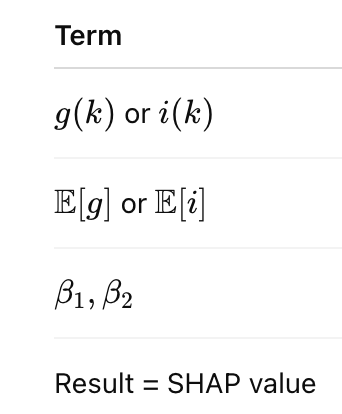 Term
g(k) or i(k)
𝔼[g] or 𝔼[i]
β₁, β₂
Result = SHAP value